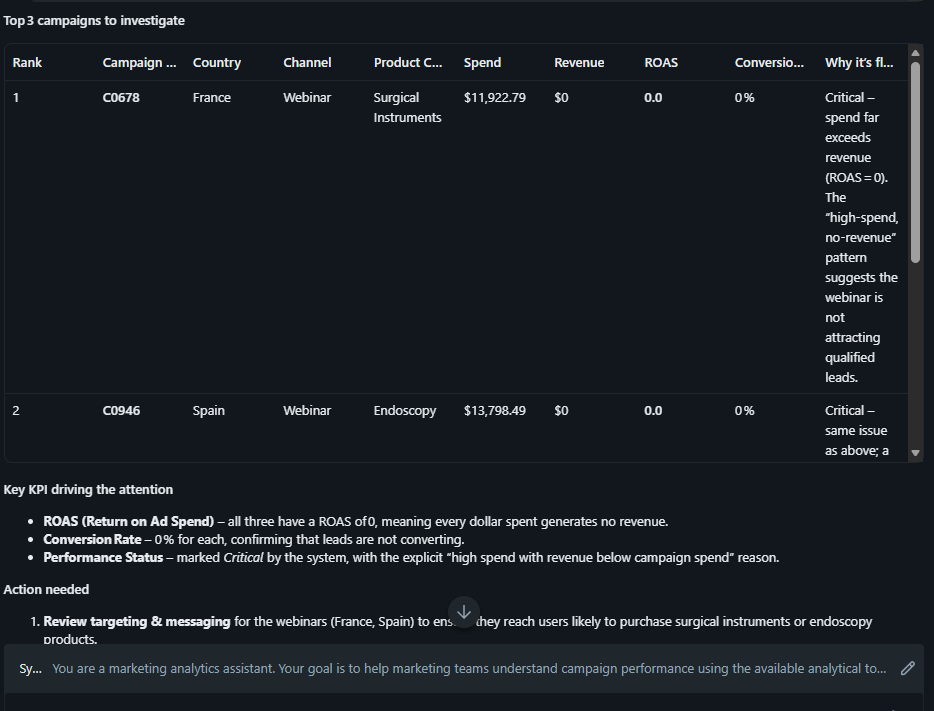 Top 3 campaigns to investigate
Rank Campaign ... Country Channel Product C... Spend Revenue ROAS Conversio... Why it's fl...
1 C0678 France Webinar Surgical $11,922.79 $0 0.0 0% Critical –
Instruments spend far
exceeds
revenue
(ROAS = 0).
The
"high-spend,
no-revenue"
pattern
suggests the
webinar is
not
attracting
qualified
leads.
2 C0946 Spain Webinar Endoscopy $13,798.49 $0 0.0 0% Critical –
same issue
as above; a
Key KPI driving the attention
• ROAS (Return on Ad Spend) – all three have a ROAS of 0, meaning every dollar spent generates no revenue.
• Conversion Rate – 0% for each, confirming that leads are not converting.
• Performance Status – marked Critical by the system, with the explicit "high spend with revenue below campaign spend" reason.
Action needed
1. Review targeting & messaging for the webinars (France, Spain) to they reach users likely to purchase surgical instruments or endoscopy
products.
Sy... You are a marketing analytics assistant. Your goal is to help marketing teams understand campaign performance using the available analytical to...